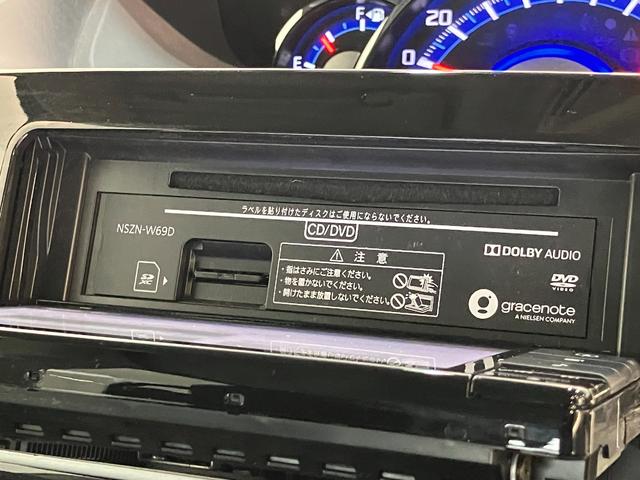 F
E
20
0
ラベルを貼り付けたディスクはご使用にならないでください。
CD/DVD
NSZN-W69D
DOLBY AUDIO
SD
XC
⚠ 注意
・指はさみにご注意ください。
・物を置かないでください。
・開けたまま放置しないでください。
DVD
VIDEO
gracenote
A NIELSEN COMPANY